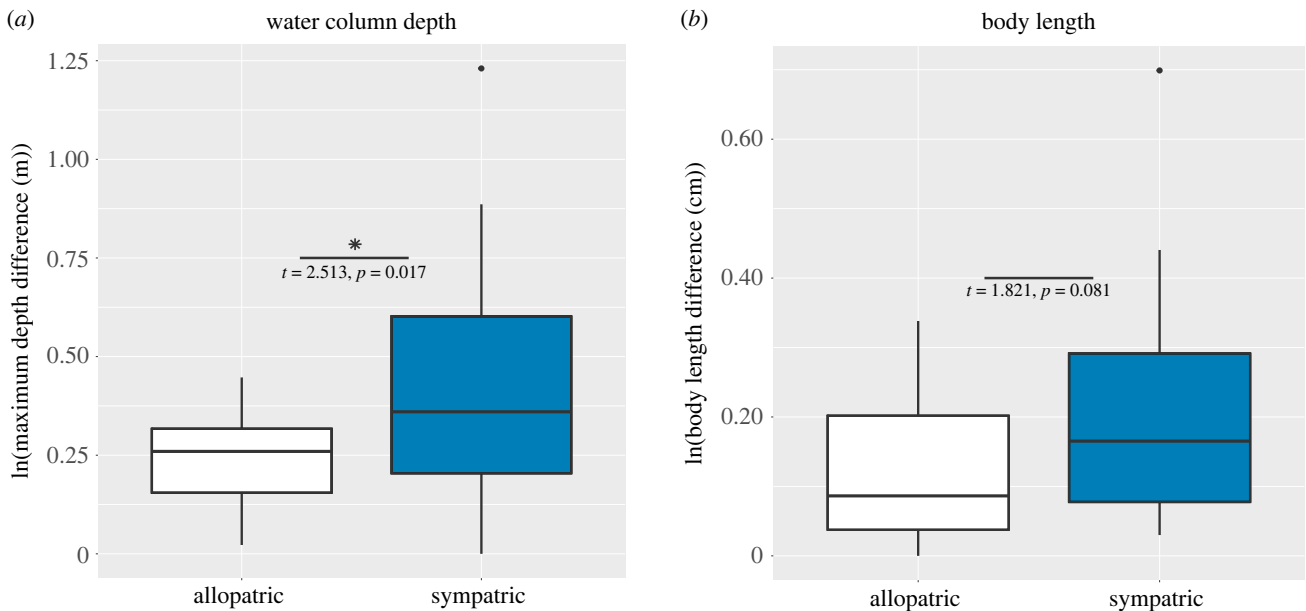 (a)
water column depth
ln(maximum depth difference (m))
1.25
1.00
0.75
0.50
0.25
0
*
t = 2.513, p = 0.017
allopatric
sympatric
(b)
body length
ln(body length difference (cm))
0.60
0.40
0.20
0
t = 1.821, p = 0.081
allopatric
sympatric